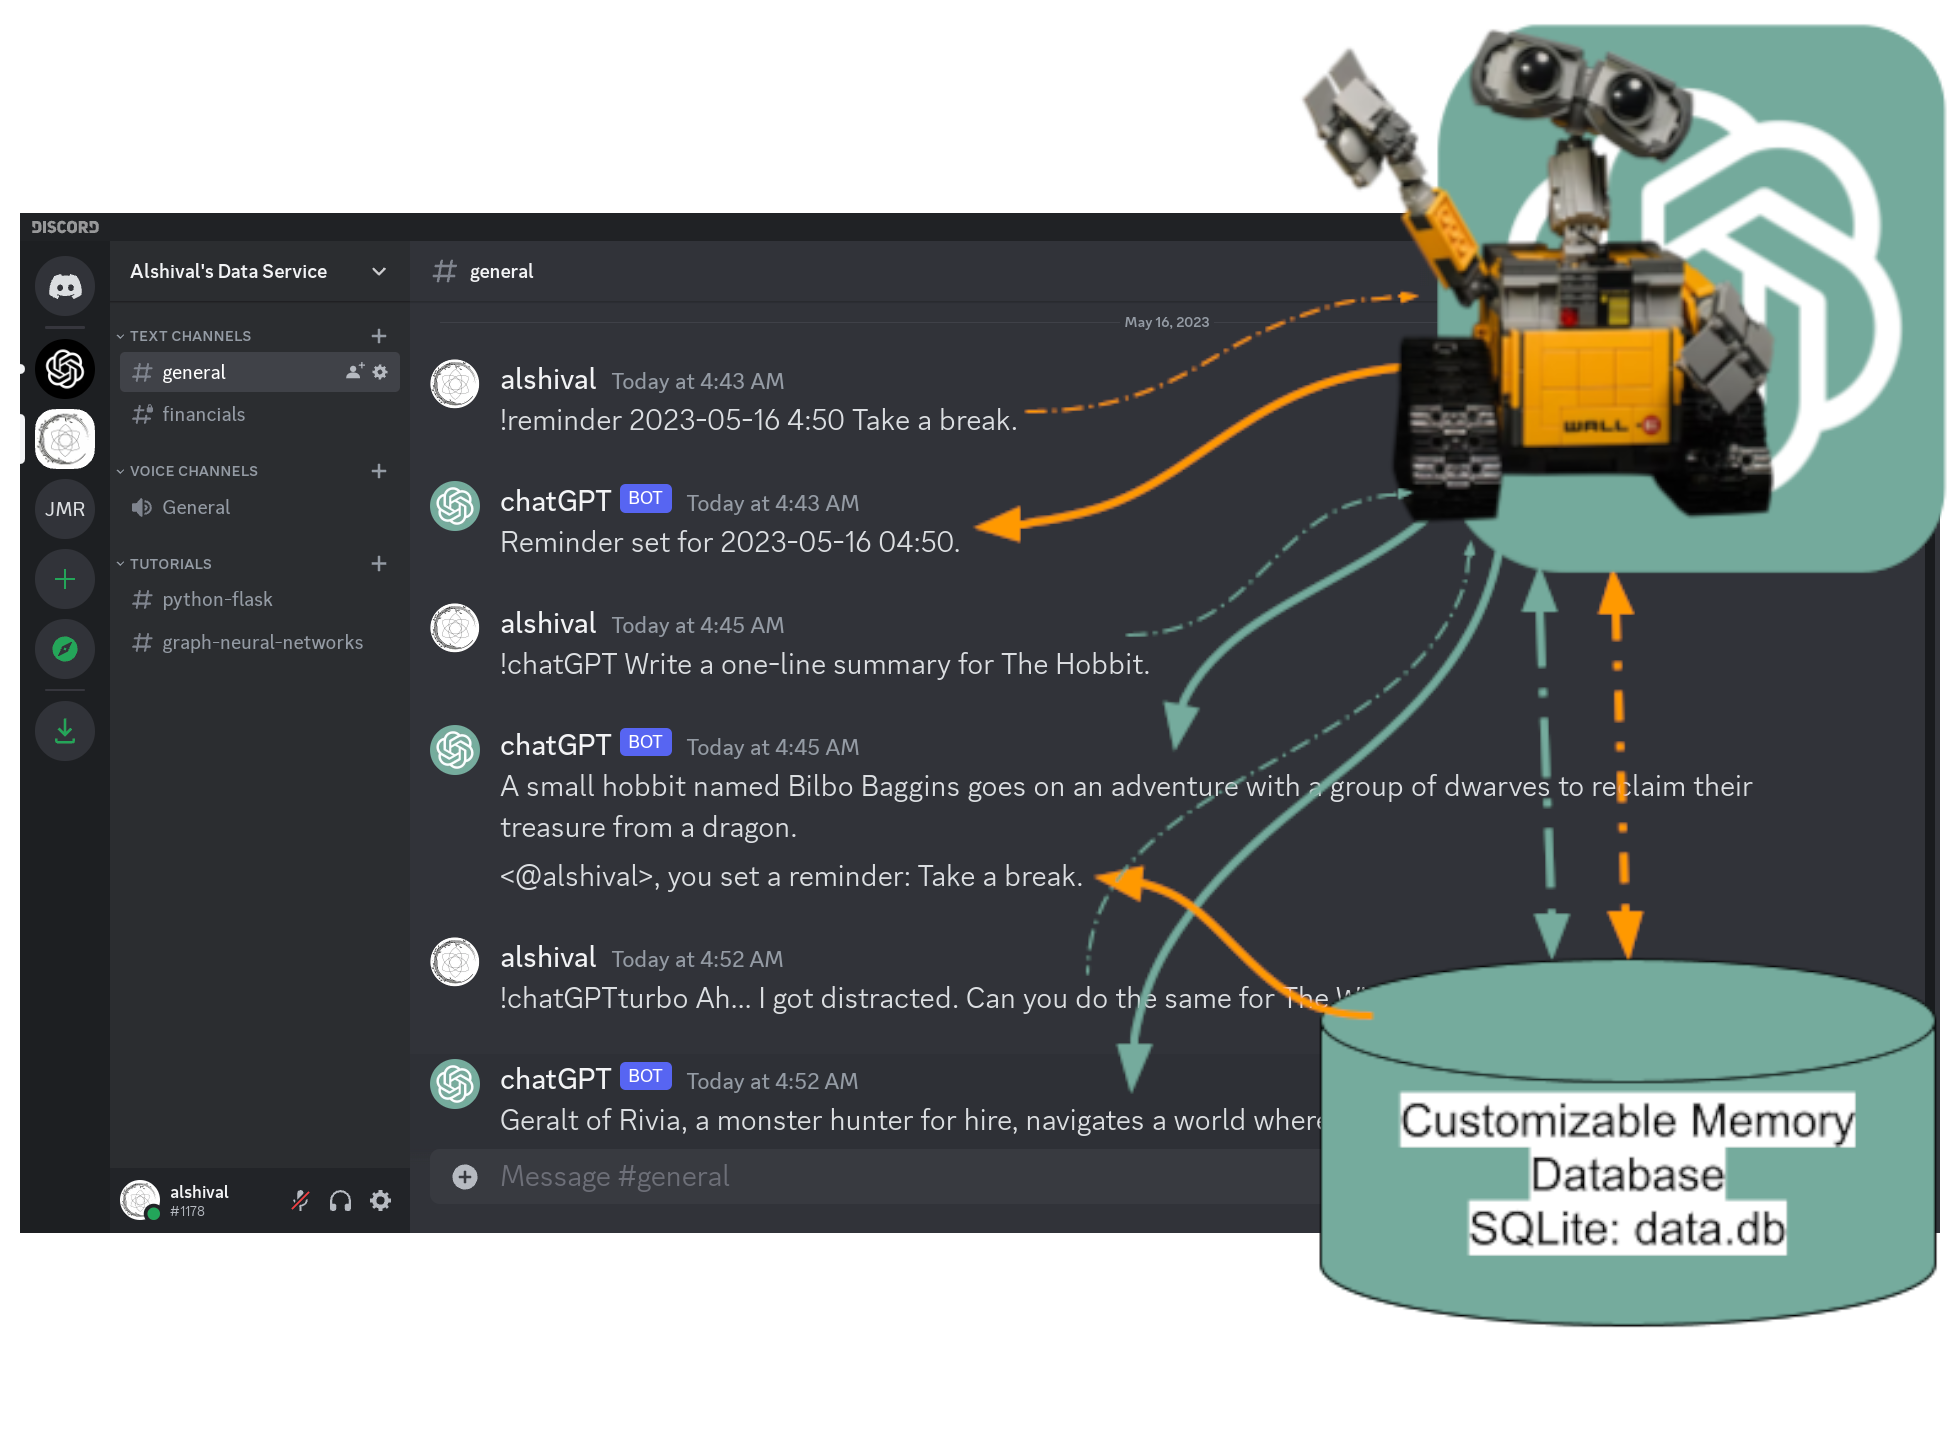 DISCORD
Alshival's Data Service
general
TEXT CHANNELS
general
financials
VOICE CHANNELS
General
TUTORIALS
python-flask
graph-neural-networks
JMR
May 16, 2023
alshival Today at 4:43 AM
!reminder 2023-05-16 4:50 Take a break.
chatGPT BOT Today at 4:43 AM
Reminder set for 2023-05-16 04:50.
alshival Today at 4:45 AM
!chatGPT Write a one-line summary for The Hobbit.
chatGPT BOT Today at 4:45 AM
A small hobbit named Bilbo Baggins goes on an adventure with a group of dwarves to reclaim their
treasure from a dragon.
<@alshival>, you set a reminder: Take a break.
alshival Today at 4:52 AM
!chatGPTturbo Ah... I got distracted. Can you do the same for The
chatGPT BOT Today at 4:52 AM
Geralt of Rivia, a monster hunter for hire, navigates a world where
Message #general
alshival
#1178
WALL-E
Customizable Memory
Database
SQLite: data.db